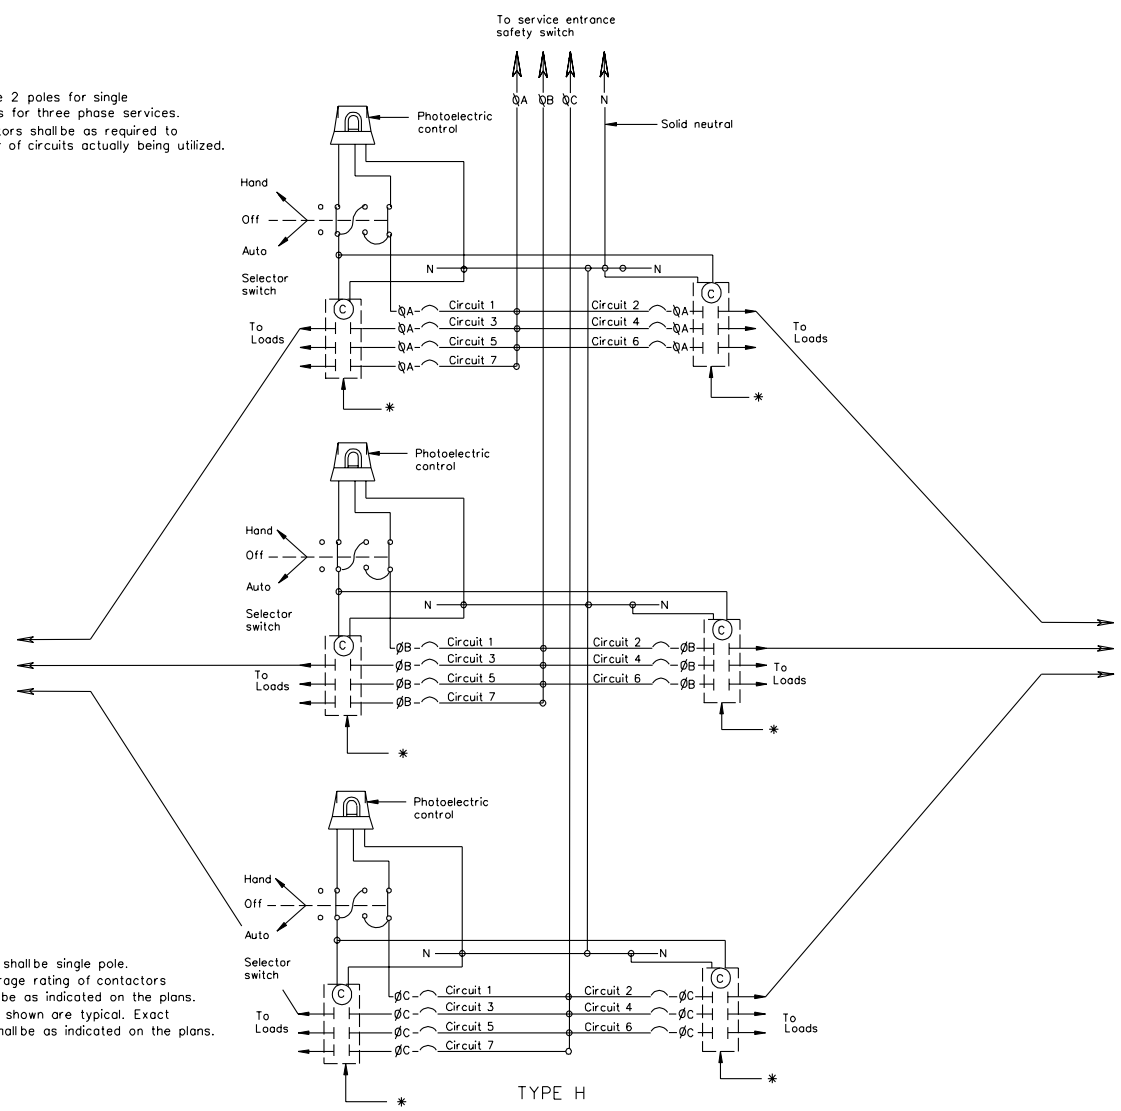 To service entrance
safety switch
2 poles for single
for three phase services.
shall be as required to
of circuits actually being utilized.
ØA ØB ØC N
Photoelectric
control
Solid neutral
Hand
Off
Auto
Selector
switch
N
N
C
C
To
Loads
ØA Circuit 1 Circuit 2 ØA
ØA Circuit 3 Circuit 4 ØA
ØA Circuit 5 Circuit 6 ØA
ØA Circuit 7
To
Loads
*
*
Photoelectric
control
Hand
Off
Auto
Selector
switch
N
N
C
C
To
Loads
ØB Circuit 1 Circuit 2 ØB
ØB Circuit 3 Circuit 4 ØB
ØB Circuit 5 Circuit 6 ØB
ØB Circuit 7
To
Loads
*
*
Photoelectric
control
Hand
Off
Auto
Selector
switch
N
N
shall be single pole.
rating of contactors
be as indicated on the plans.
shown are typical. Exact
be as indicated on the plans.
C
C
To
Loads
ØC Circuit 1 Circuit 2 ØC
ØC Circuit 3 Circuit 4 ØC
ØC Circuit 5 Circuit 6 ØC
ØC Circuit 7
To
Loads
*
*
TYPE H